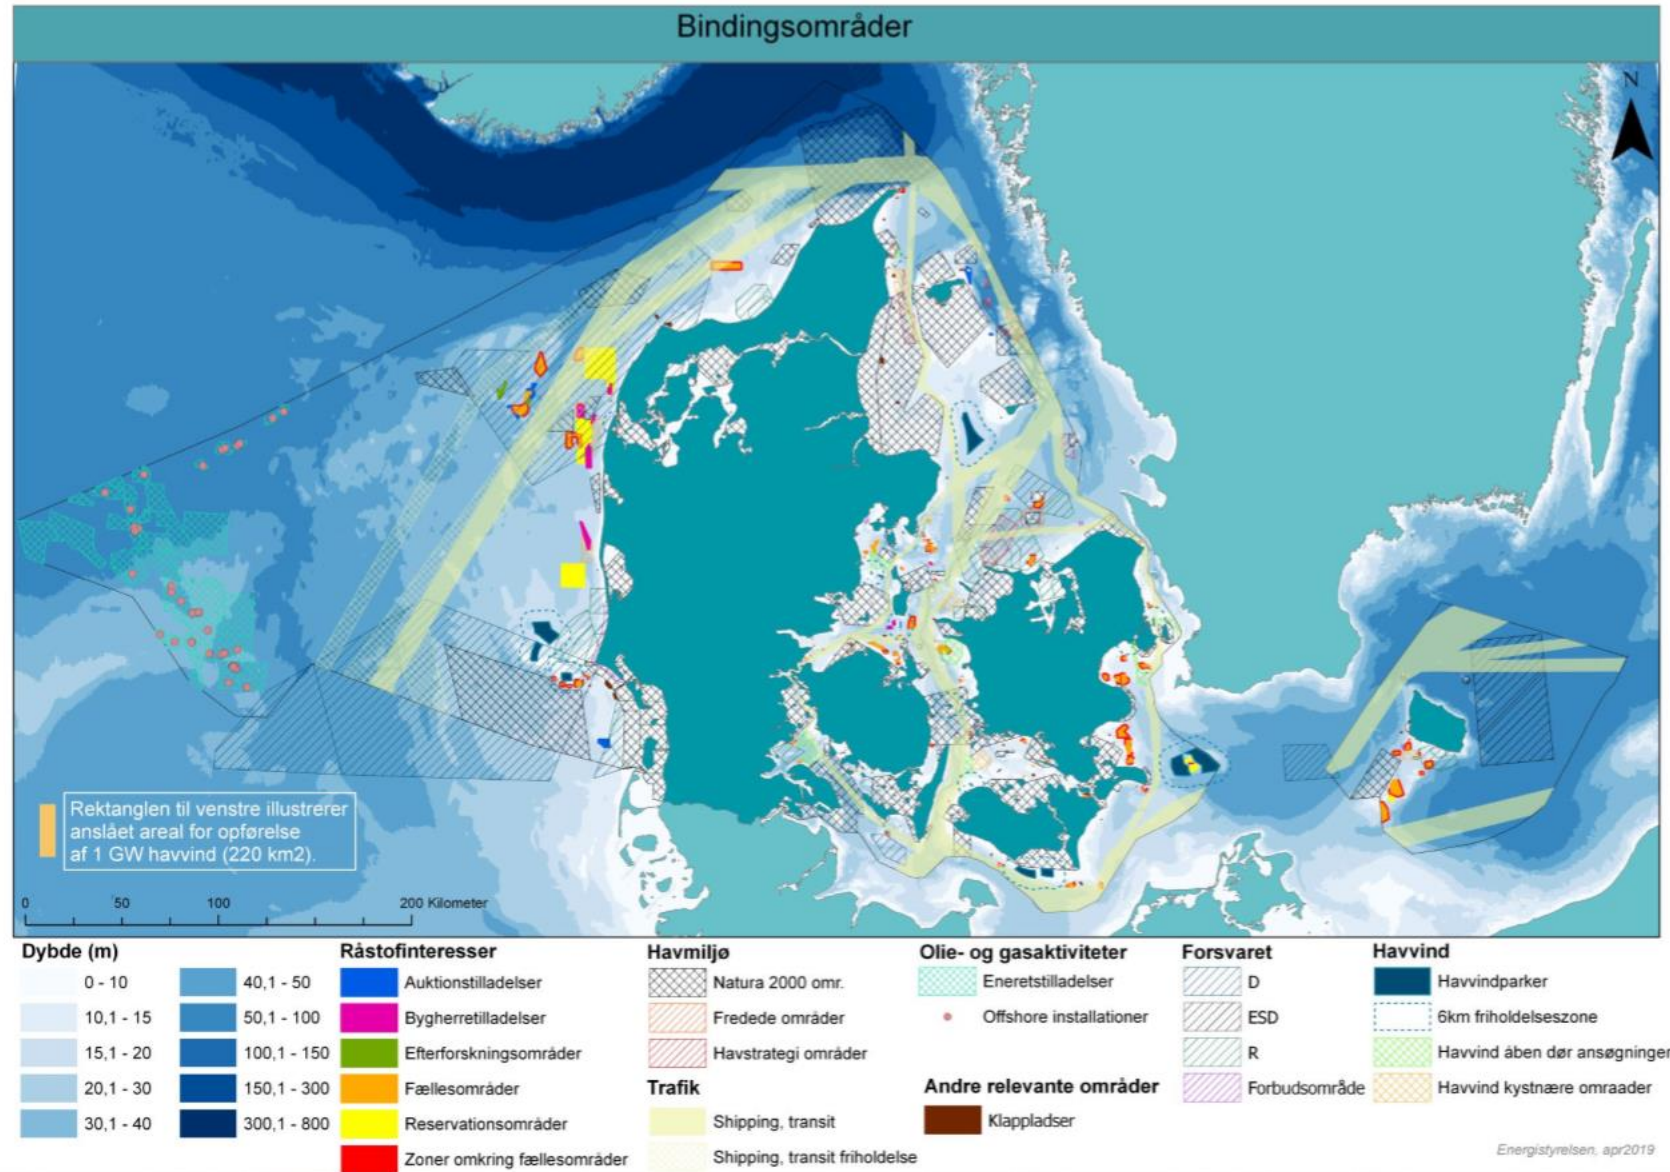 Bindingsområder
N
Rektanglen til venstre illustrerer
anslået areal for opførelse
af 1 GW havvind (220 km2).
0 50 100 200 Kilometer
Dybde (m)
0 - 10
10,1 - 15
15,1 - 20
20,1 - 30
30,1 - 40
40,1 - 50
50,1 - 100
100,1 - 150
150,1 - 300
300,1 - 800
Råstofinteresser
Auktionstilladelser
Bygherretilladelser
Efterforskningsområder
Fællesområder
Reservationsområder
Zoner omkring fællesområder
Havmiljø
Natura 2000 omr.
Fredede områder
Havstrategi områder
Trafik
Shipping, transit
Shipping, transit friholdelse
Olie- og gasaktiviteter
Eneretstilladelser
Offshore installationer
Andre relevante områder
Klappladser
Forsvaret
D
ESD
R
Forbudsområde
Havvind
Havvindparker
6km friholdelseszone
Havvind åben dør ansøgninger
Havvind kystnære omraader
Energistyrelsen, apr2019